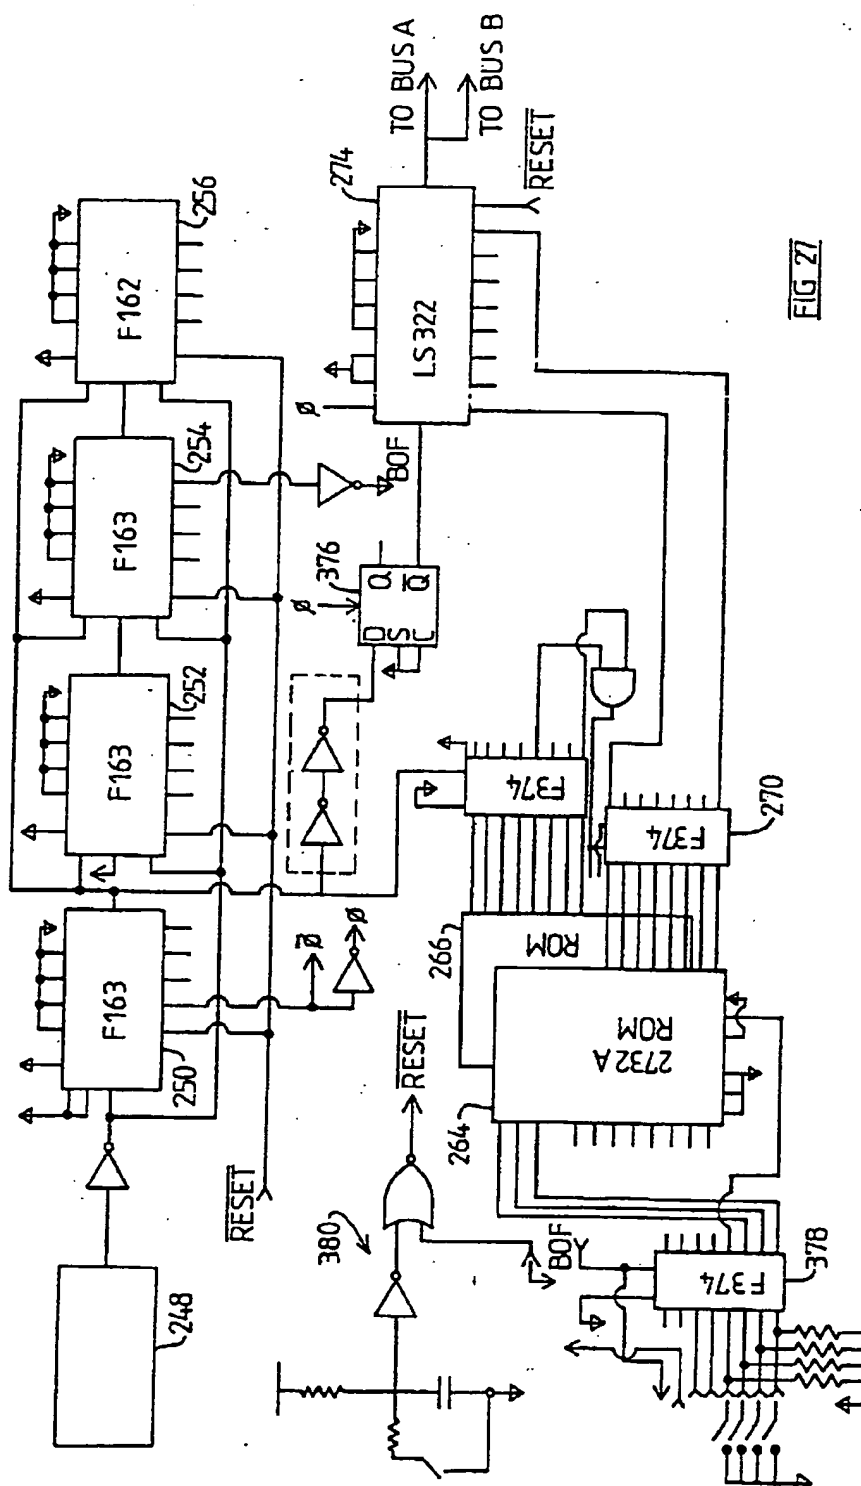 248
F163
250
F163
252
F163
254
F162
256
RESET
Ø
Ø
BOF
Ø
376
D
S
C
Q
Q
Ø
LS322
274
TO BUS A
TO BUS B
RESET
380
RESET
BOF
F374
378
264
2732A
ROM
266
ROM
F374
F374
270
FIG 27